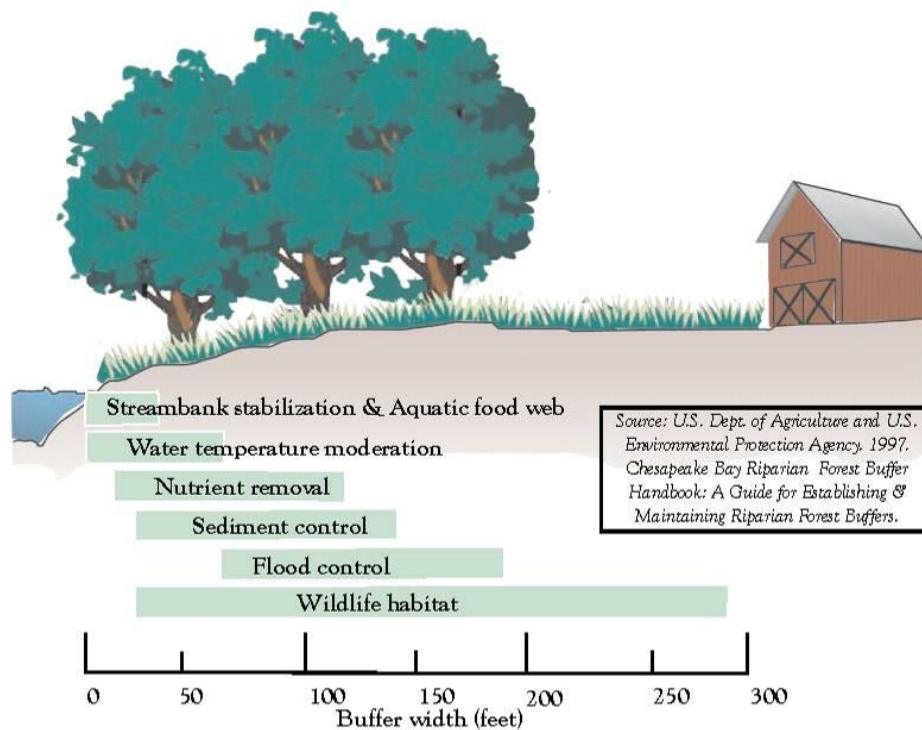 Streambank stabilization & Aquatic food web
Water temperature moderation
Nutrient removal
Sediment control
Flood control
Wildlife habitat
Source: U.S. Dept. of Agriculture and U.S.
Environmental Protection Agency. 1997.
Chesapeake Bay Riparian Forest Buffer
Handbook: A Guide for Establishing &
Maintaining Riparian Forest Buffers.
0 50 100 150 200 250 300
Buffer width (feet)